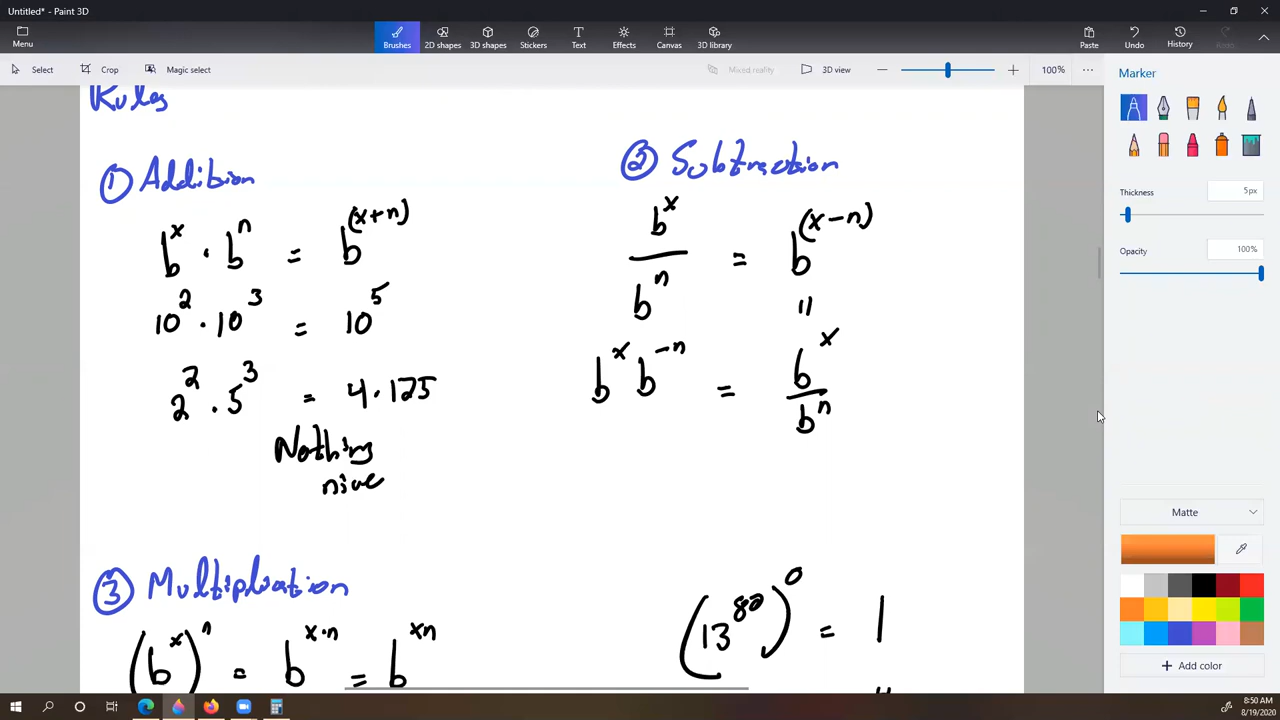 Untitled* - Paint 3D
Menu
Brushes
2D shapes
3D shapes
Stickers
Text
Effects
Canvas
3D library
Paste
Undo
History
Redo
Select
Crop
Magic select
Mixed reality
3D view
100%
Marker
Thickness
5px
Opacity
100%
Matte
Add color
Rules
① Addition
b^x · b^n = b^(x+n)
10^2 · 10^3 = 10^5
2^2 · 5^3 = 4 · 125
Nothing
nice
② Subtraction
b^x / b^n = b^(x-n)
=
b^x b^-n = b^x / b^n
③ Multiplication
(b^x)^n = b^x·n = b^xn
(13^82)^0 = 1
8:50 AM
8/19/2020